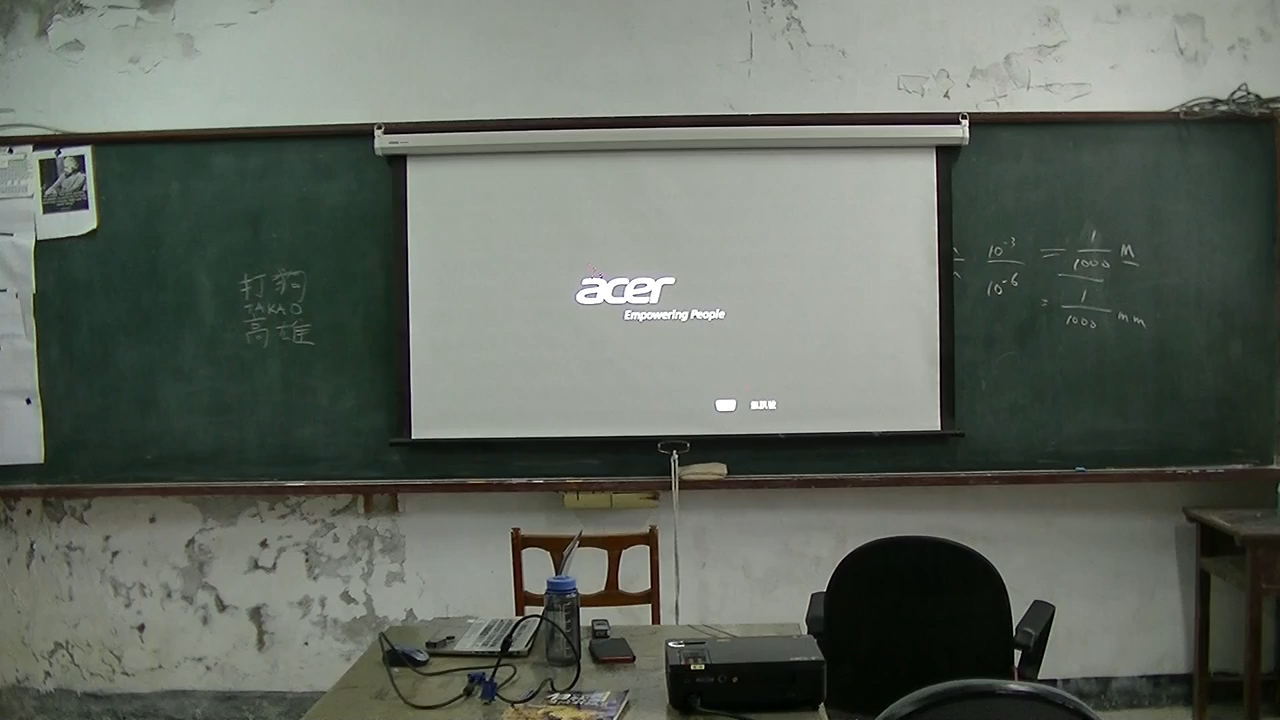 打狗
TAKAO
高雄
acer
Empowering People
10⁻³
10⁻⁶
= 1/1000 M
= 1/1000 mm